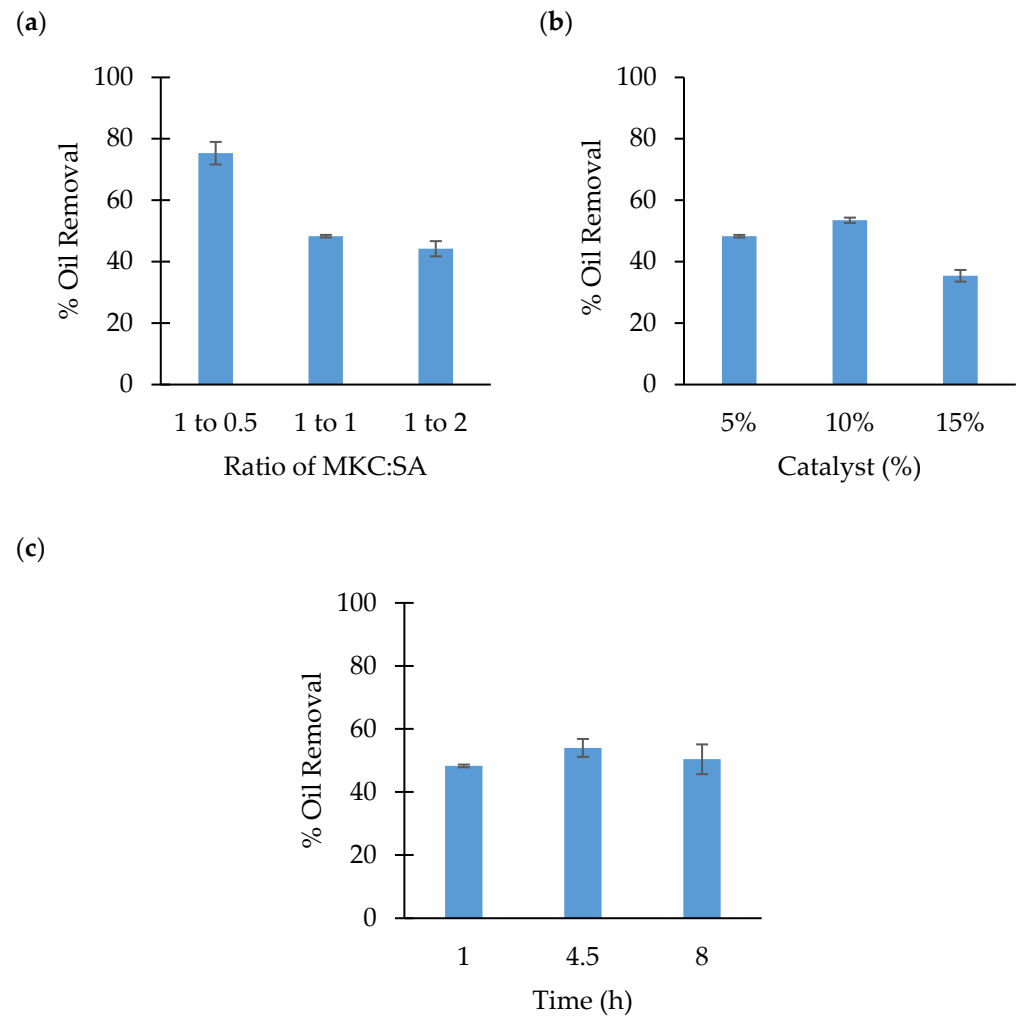 (a)
100
80
60
40
20
0
% Oil Removal
1 to 0.5 1 to 1 1 to 2
Ratio of MKC:SA
(b)
100
80
60
40
20
0
% Oil Removal
5% 10% 15%
Catalyst (%)
(c)
100
80
60
40
20
0
% Oil Removal
1 4.5 8
Time (h)